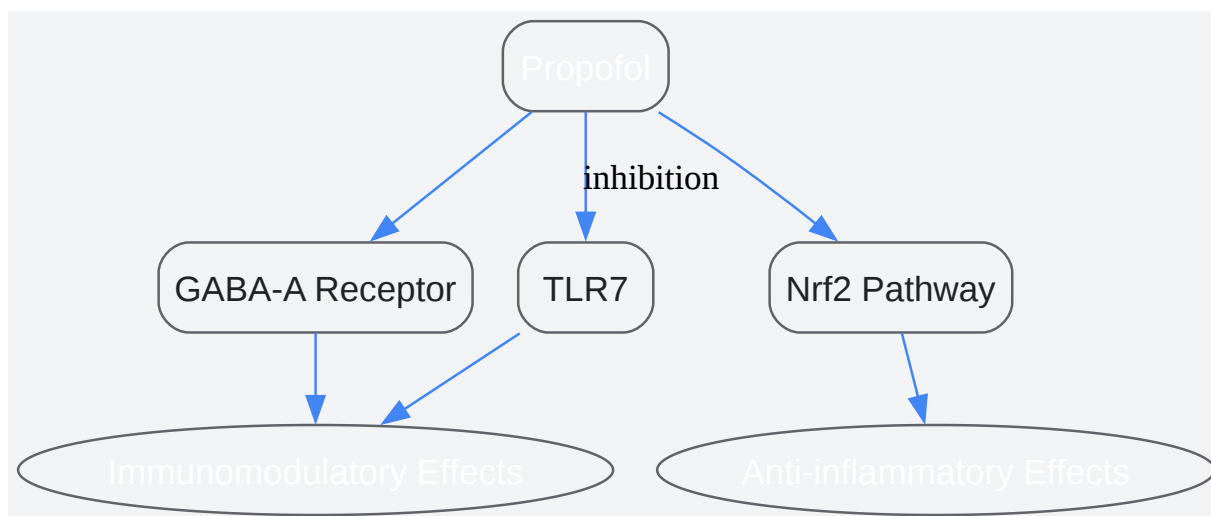 Propofol
inhibition
GABA-A Receptor
TLR7
Nrf2 Pathway
Immunomodulatory Effects
Anti-inflammatory Effects